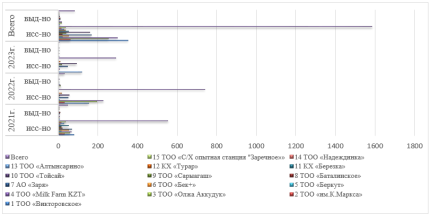 Всего
ВЫД-НО
ИСС-НО
2023г.
ВЫД-НО
ИСС-НО
2022г.
ВЫД-НО
ИСС-НО
2021г.
ВЫД-НО
ИСС-НО
0 200 400 600 800 1000 1200 1400 1600 1800
Всего 15 ТОО «С/Х опытная станция "Заречное"» 14 ТОО «Надеждинка»
13 ТОО «Алтынсарино» 12 КХ «Турар» 11 КХ «Березка»
10 ТОО «Тойсай» 9 ТОО «Сарыагаш» 8 ТОО «Баталинское»
7 АО «Заря» 6 ТОО «Бек+» 5 ТОО «Беркут»
4 ТОО «Milk Farm KZT» 3 ТОО «Олжа Аккудук» 2 ТОО «им.К.Маркса»
1 ТОО «Викторовское»